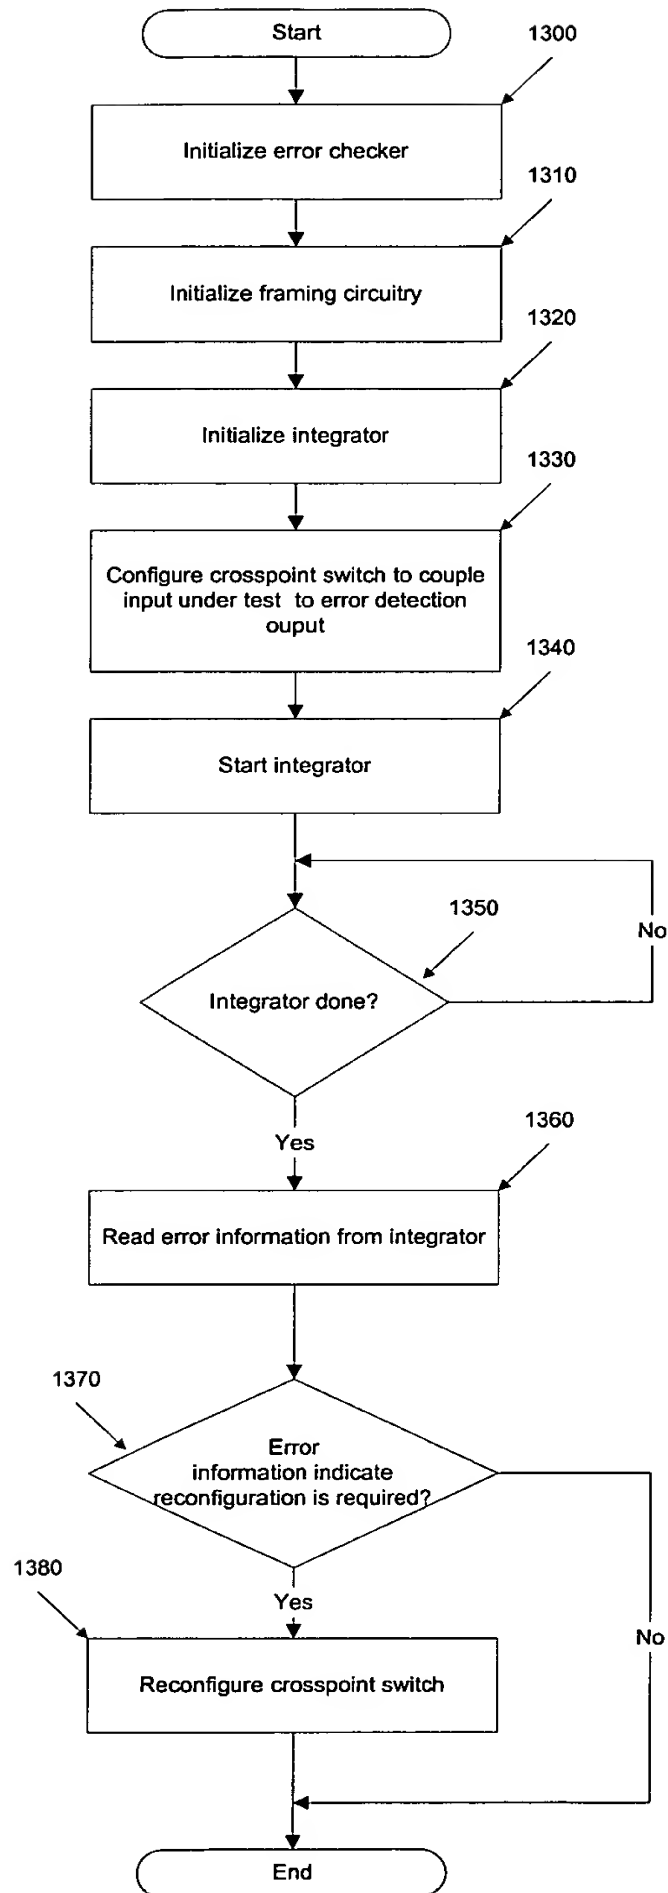 Start
1300
Initialize error checker
1310
Initialize framing circuitry
1320
Initialize integrator
1330
Configure crosspoint switch to couple
input under test to error detection
ouput
1340
Start integrator
1350
No
Integrator done?
Yes
1360
Read error information from integrator
1370
Error
information indicate
reconfiguration is required?
1380
Yes
No
Reconfigure crosspoint switch
End